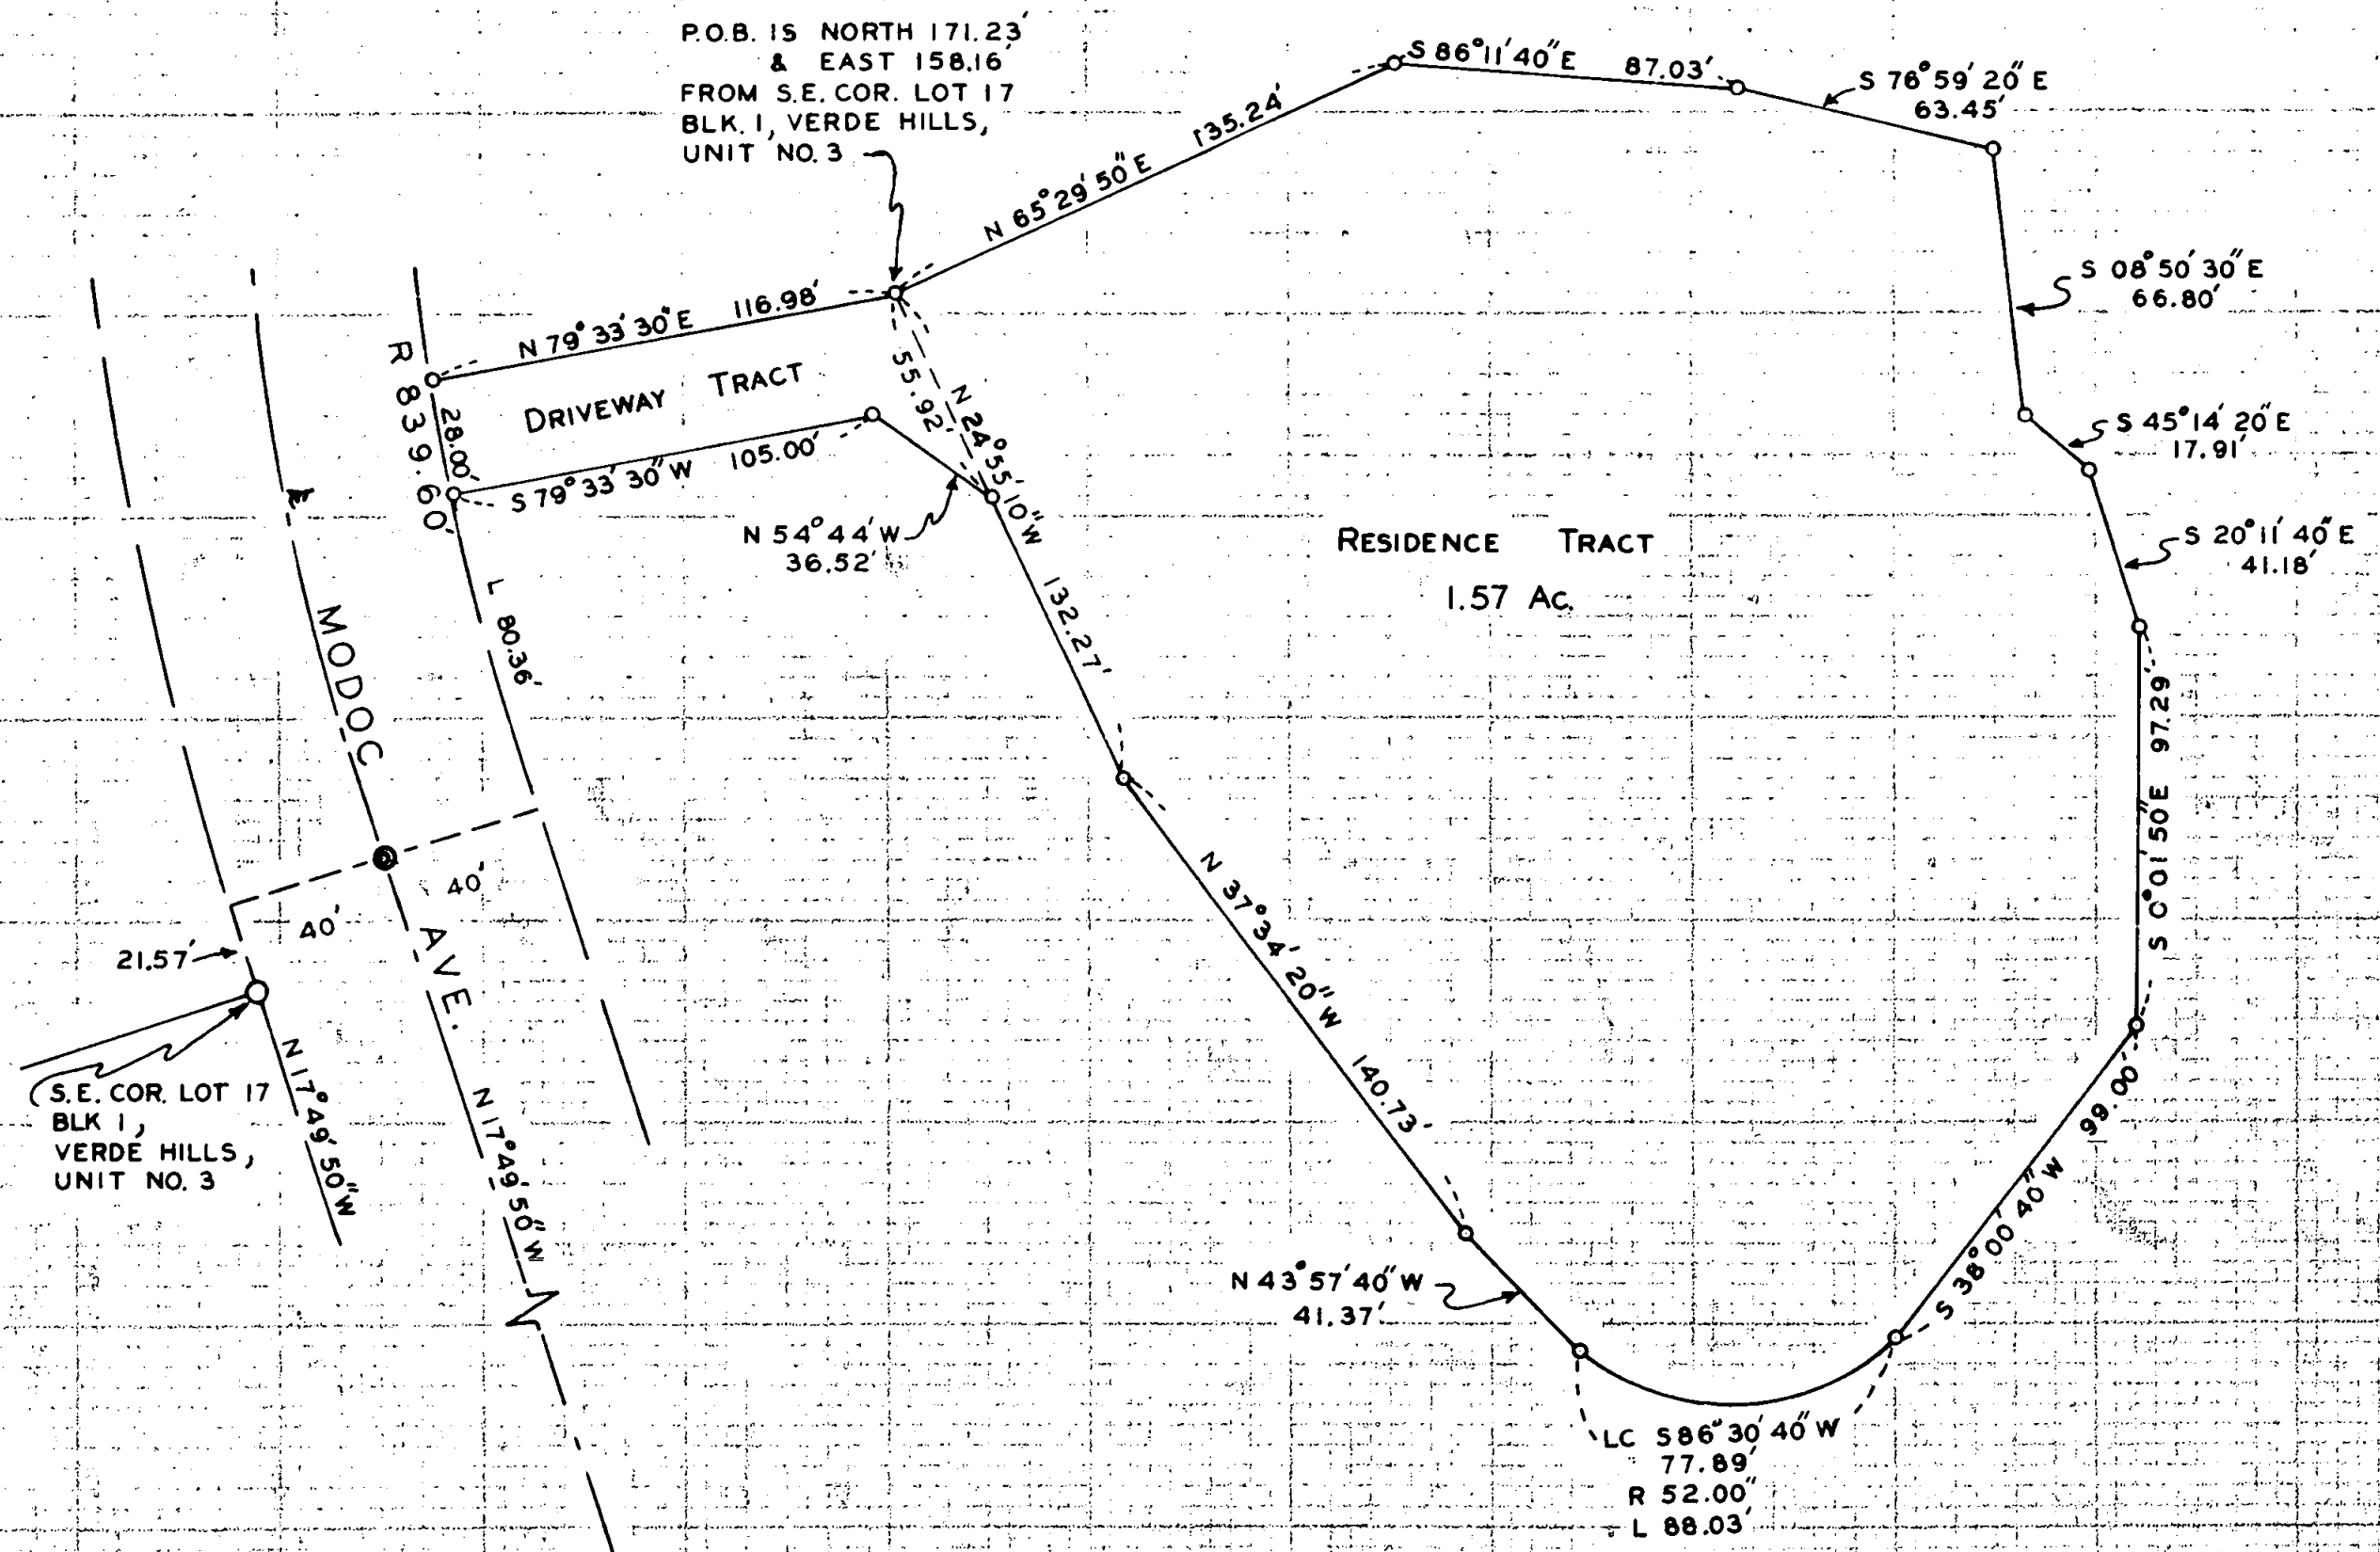 P.O.B. IS NORTH 171.23'
& EAST 158.16'
FROM S.E. COR. LOT 17
BLK. 1, VERDE HILLS,
UNIT NO. 3
S 86°11'40"E 87.03'
S 76°59'20"E
63.45'
N 65°29'50"E 135.24'
S 08°50'30"E
66.80'
N 79°33'30"E 116.98'
DRIVEWAY TRACT
R 839.60'
28.00'
S 79°33'30"W 105.00'
55.92'
N 24°55'10"W
132.27'
N 54°44'W
36.52'
S 45°14'20"E
17.91'
RESIDENCE TRACT
1.57 Ac.
S 20°11'40"E
41.18'
L 80.36'
MODOC AVE.
S 0°01'50"E 97.29'
40'
40'
21.57'
N 37°34'20"W 140.73'
S.E. COR. LOT 17
BLK 1,
VERDE HILLS,
UNIT NO. 3
N 17°49'50"W
N 17°49'50"W
S 38°00'40"W 99.00'
N 43°57'40"W
41.37'
LC S86°30'40"W
77.89'
R 52.00"
L 88.03'